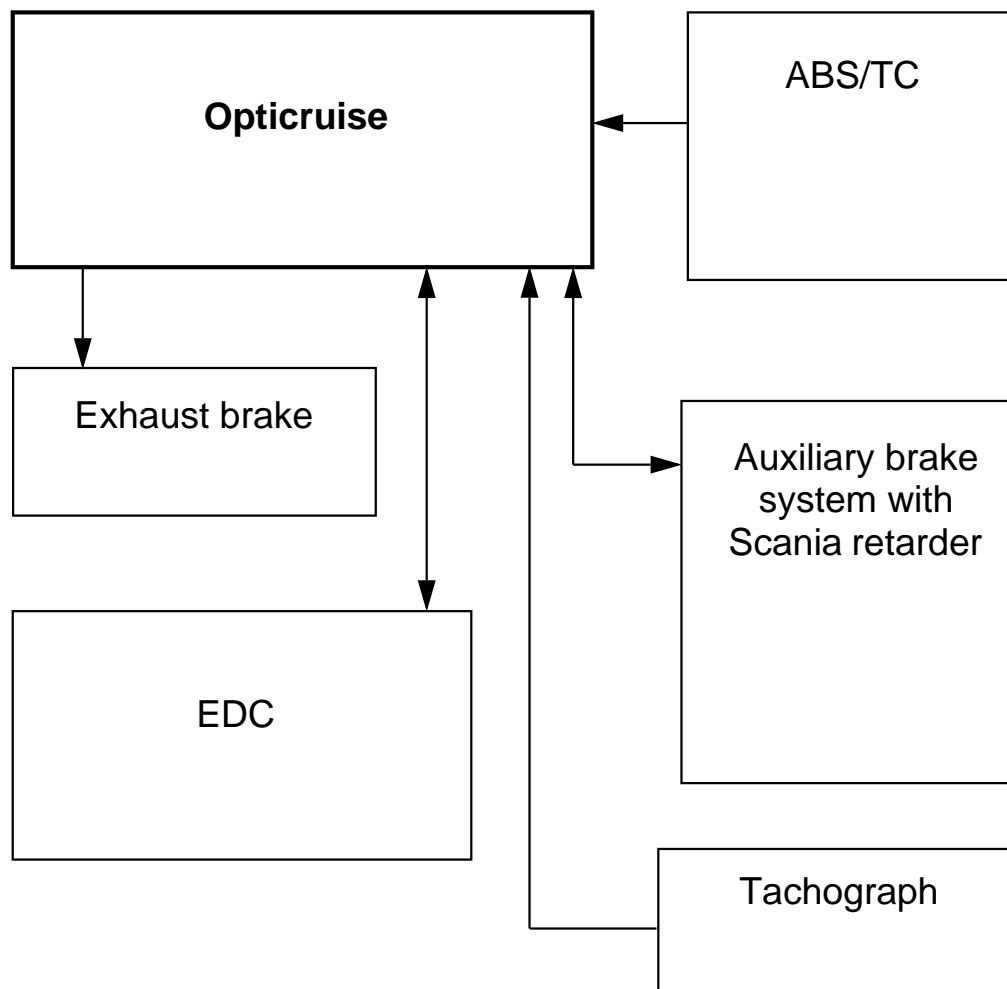 Opticruise
ABS/TC
Exhaust brake
Auxiliary brake
system with
Scania retarder
EDC
Tachograph